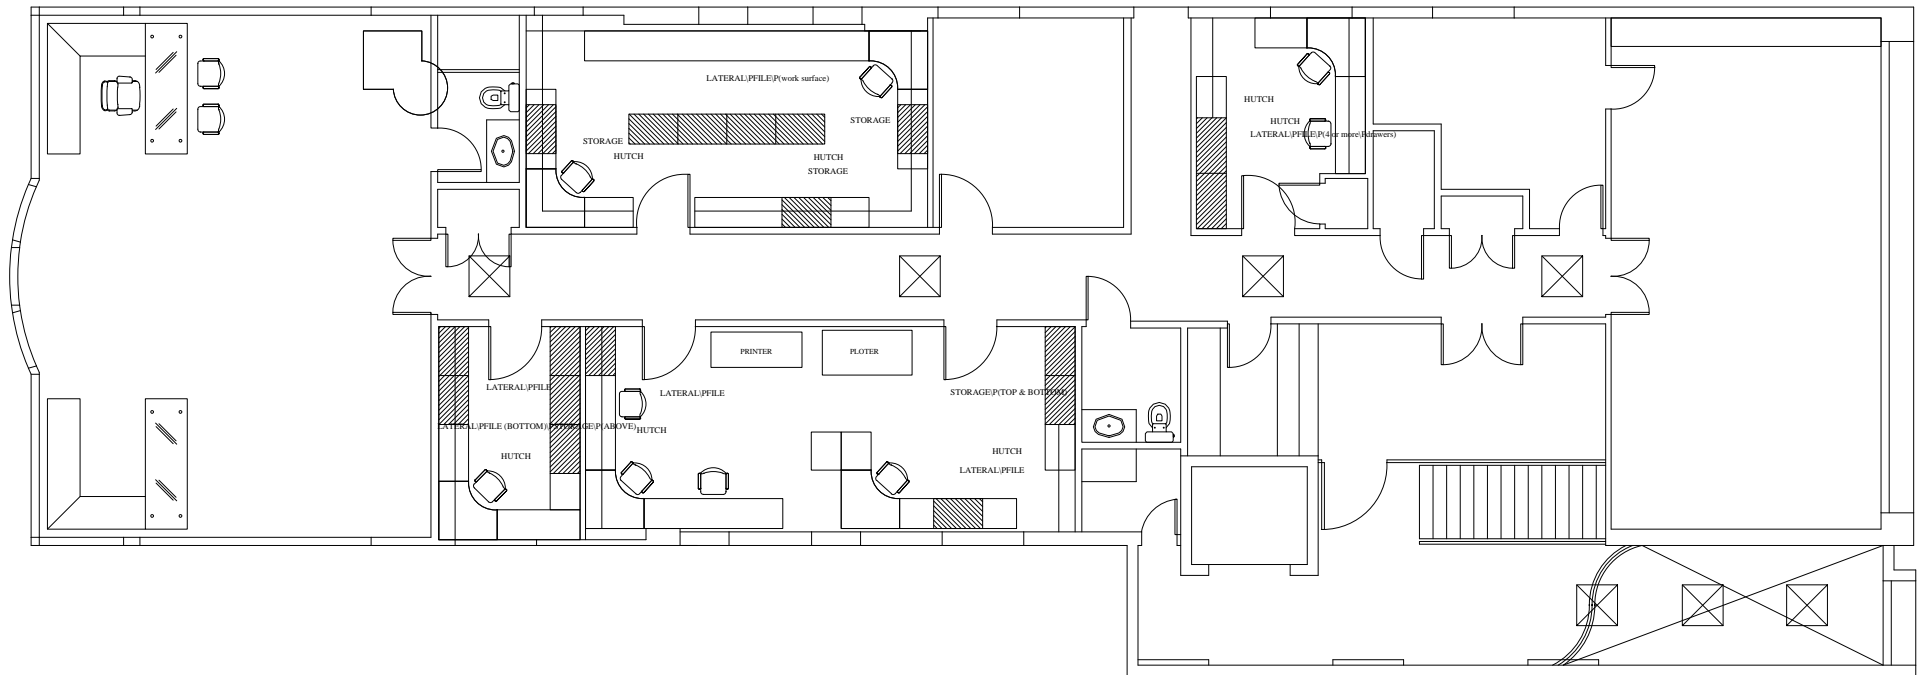 LATERAL\PFILE\P(work surface)
HUTCH
STORAGE
HUTCH
LATERAL\PFILE\P(4 or more\Pdrawers)
STORAGE
HUTCH
HUTCH
STORAGE
PRINTER
PLOTER
LATERAL\PFILE
LATERAL\PFILE
STORAGE\P(TOP & BOTTOM)
LATERAL\PFILE (BOTTOM)\PSTORAGE\P(ABOVE)
HUTCH
HUTCH
HUTCH
LATERAL\PFILE